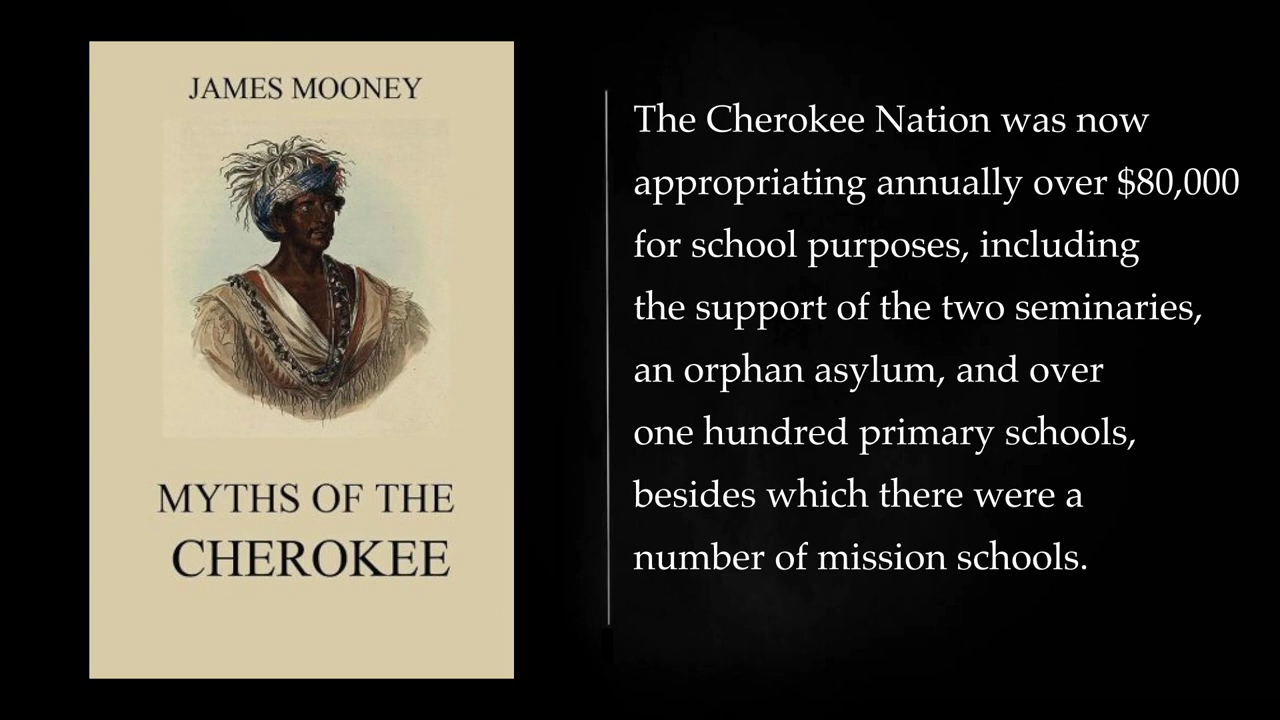 JAMES MOONEY
MYTHS OF THE
CHEROKEE
The Cherokee Nation was now
appropriating annually over $80,000
for school purposes, including
the support of the two seminaries,
an orphan asylum, and over
one hundred primary schools,
besides which there were a
number of mission schools.